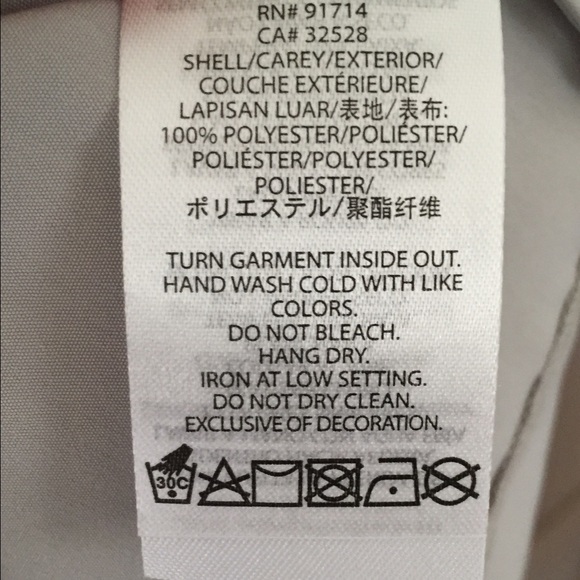 RN# 91714
CA# 32528
SHELL/CAREY/EXTERIOR/
COUCHE EXTÉRIEURE/
LAPISAN LUAR/表地/表布:
100% POLYESTER/POLIÉSTER/
POLIÉSTER/POLYESTER/
POLIESTER/
ポリエステル/聚酯纤维
TURN GARMENT INSIDE OUT.
HAND WASH COLD WITH LIKE
COLORS.
DO NOT BLEACH.
HANG DRY.
IRON AT LOW SETTING.
DO NOT DRY CLEAN.
EXCLUSIVE OF DECORATION.
30C